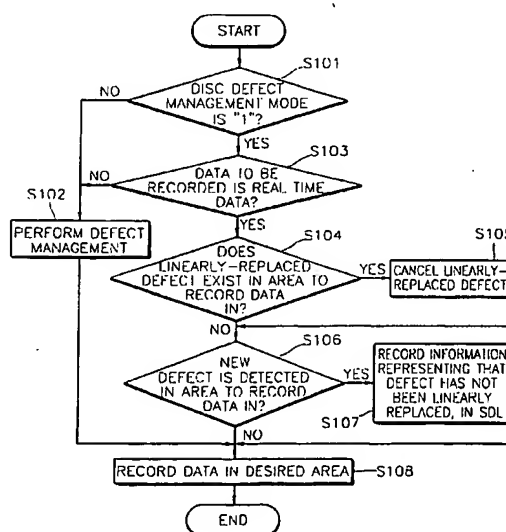 START
S101
NO
DISC DEFECT
MANAGEMENT MODE
IS "1"?
YES
S103
NO
DATA TO BE
RECORDED IS REAL TIME
DATA?
S102
YES
S104
PERFORM DEFECT
MANAGEMENT
DOES
LINEARLY-REPLACED
DEFECT EXIST IN AREA TO
RECORD DATA
IN?
YES
S105
CANCEL LINEARLY-
REPLACED DEFECT
NO
S106
NEW
DEFECT IS DETECTED
IN AREA TO RECORD
DATA IN?
YES
RECORD INFORMATION
REPRESENTING THAT
DEFECT HAS NOT
BEEN LINEARLY
REPLACED, IN SDL
S107
NO
RECORD DATA IN DESIRED AREA
S108
END